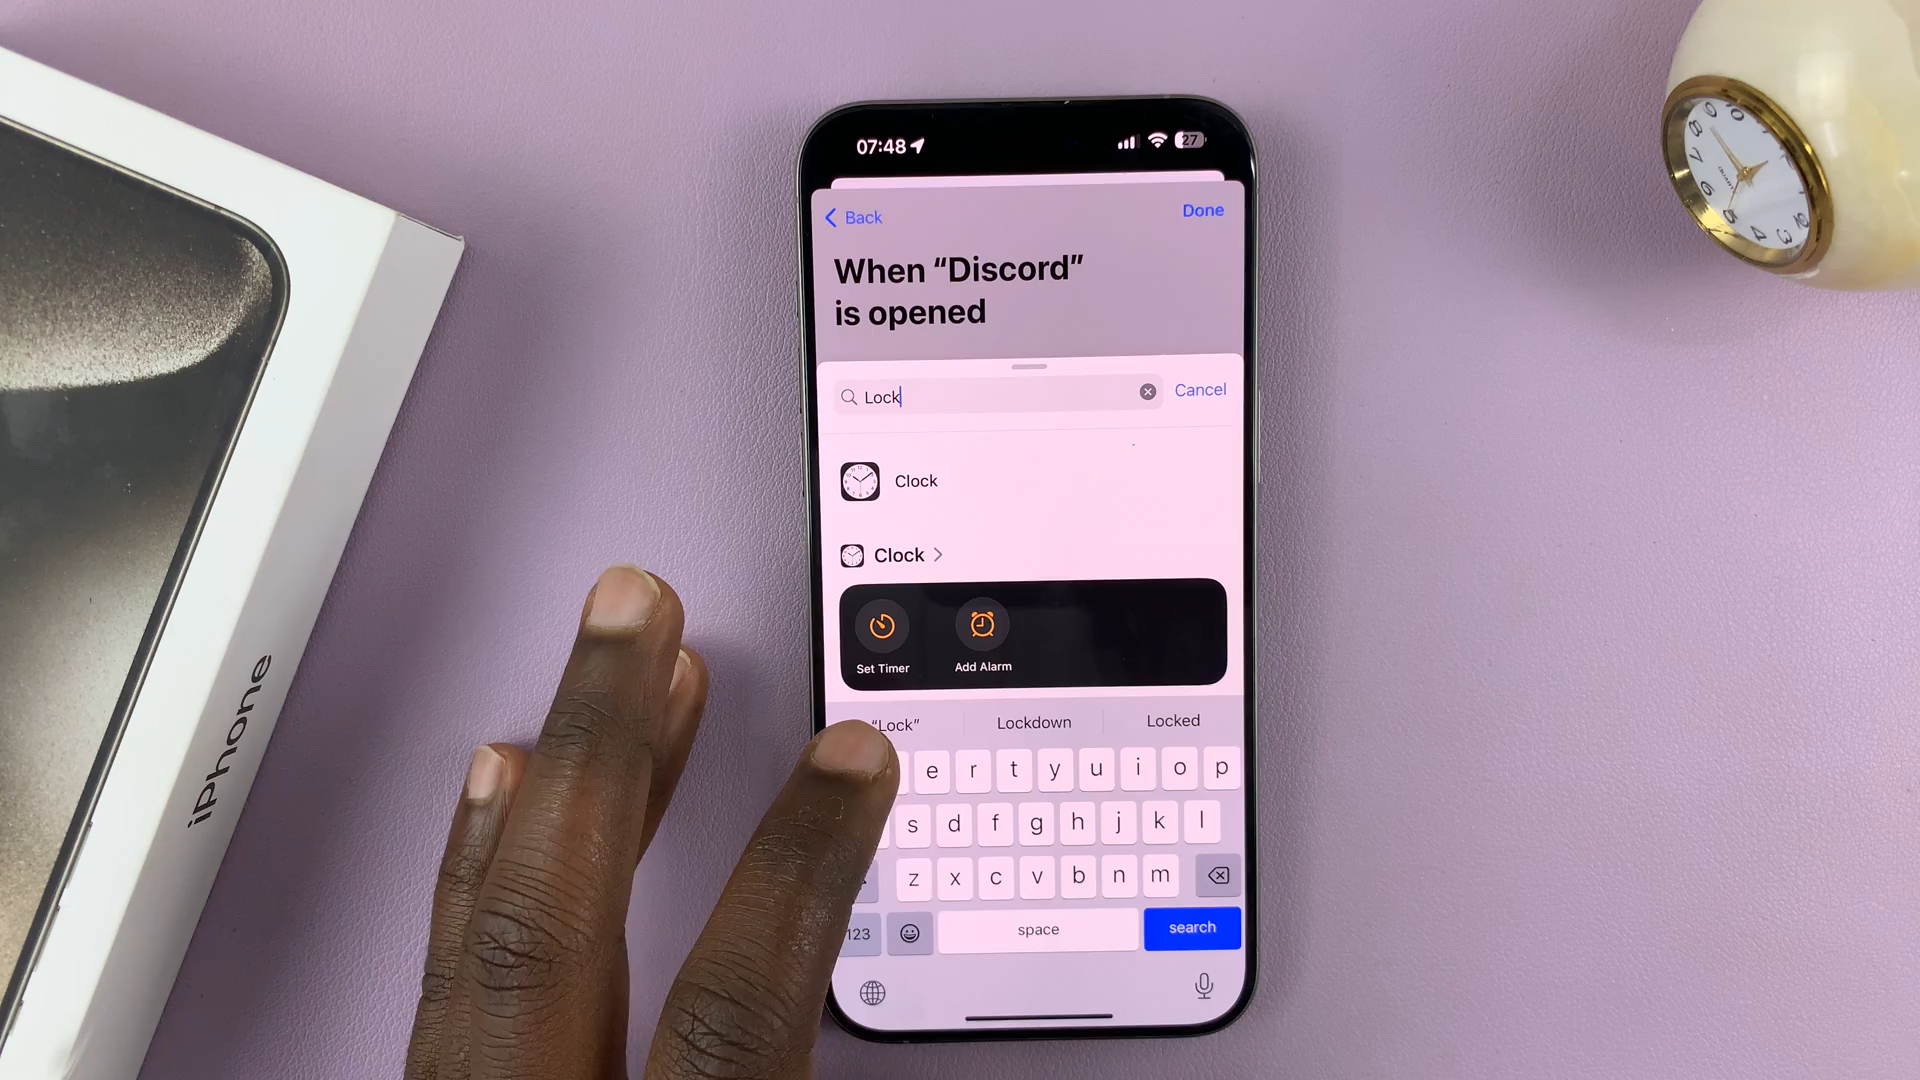 iPhone
07:48
27
Back
Done
When “Discord”
is opened
Lock
Cancel
Clock
Clock
Set Timer
Add Alarm
“Lock”
Lockdown
Locked
e r t y u i o p
s d f g h j k l
z x c v b n m
123
space
search